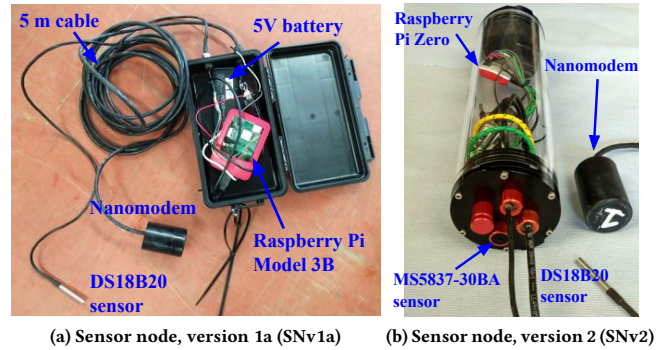 5 m cable
5V battery
Nanomodem
DS18B20
sensor
Raspberry Pi
Model 3B
(a) Sensor node, version 1a (SNv1a)
Raspberry
Pi Zero
Nanomodem
MS5837-30BA
sensor
DS18B20
sensor
(b) Sensor node, version 2 (SNv2)